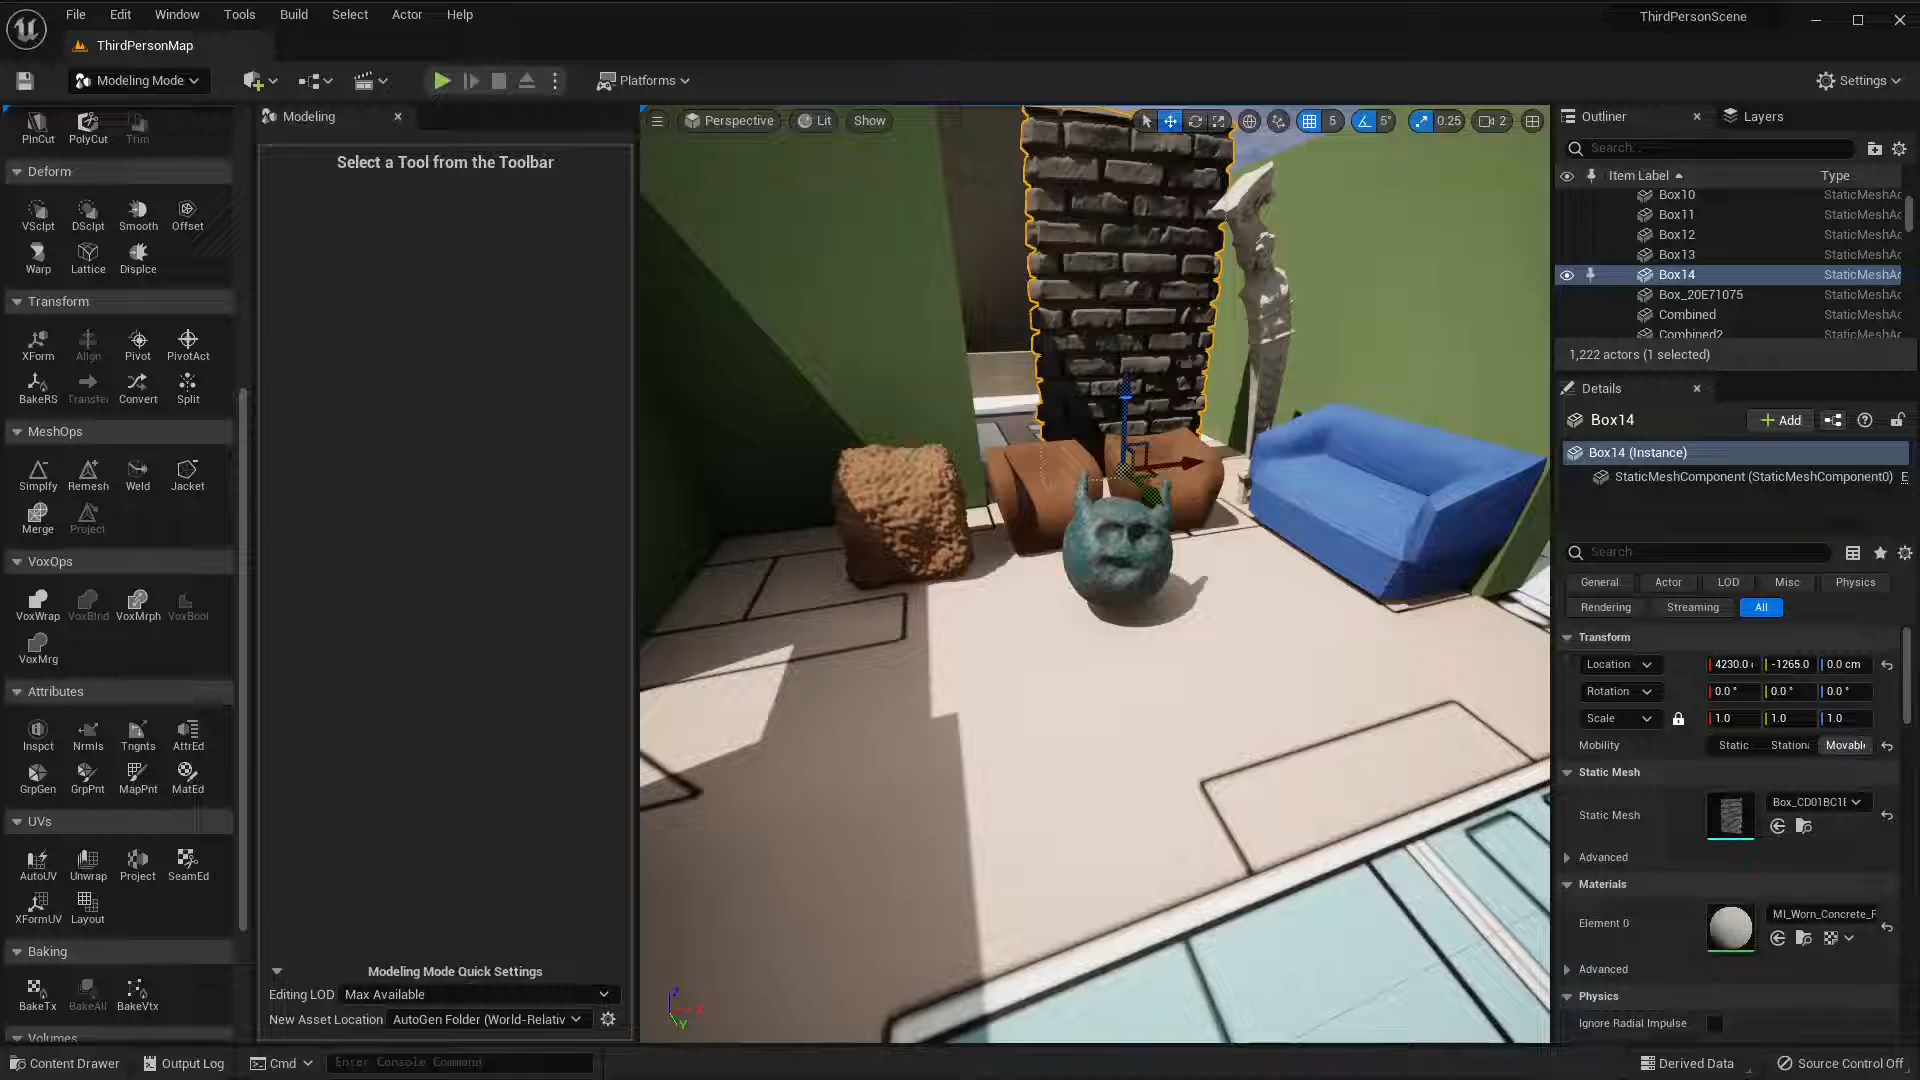 File Edit Window Tools Build Select Actor Help
ThirdPersonScene
ThirdPersonMap
Modeling Mode
Platforms
Settings
PlnCut PolyCut Trim
Deform
VSclpt DSclpt Smooth Offset
Warp Lattice Displce
Transform
XForm Align Pivot PivotAct
BakeRS Transfer Convert Split
MeshOps
Simplfy Remesh Weld Jacket
Merge Project
VoxOps
VoxWrap VoxBlnd VoxMrph VoxBool
VoxMrg
Attributes
Inspct Nrmls Tngnts AttrEd
GrpGen GrpPnt MapPnt MatEd
UVs
AutoUV Unwrap Project SeamEd
XFormUV Layout
Baking
BakeTx BakeAll BakeVtx
Volumes
Modeling
Select a Tool from the Toolbar
Modeling Mode Quick Settings
Editing LOD Max Available
New Asset Location AutoGen Folder (World-Relativ
Perspective Lit Show
5 5° 0.25 2
Outliner Layers
Search...
Item Label Type
Box10 StaticMeshAc
Box11 StaticMeshAc
Box12 StaticMeshAc
Box13 StaticMeshAc
Box14 StaticMeshAc
Box_20E71075 StaticMeshAc
Combined StaticMeshAc
Combined2 StaticMeshAc
1,222 actors (1 selected)
Details
Box14 Add
Box14 (Instance)
StaticMeshComponent (StaticMeshComponent0) E
Search
General Actor LOD Misc Physics
Rendering Streaming All
Transform
Location 4230.0 -1265.0 0.0 cm
Rotation 0.0 ° 0.0 ° 0.0 °
Scale 1.0 1.0 1.0
Mobility Static Station Movabl
Static Mesh
Static Mesh Box_CD01BC1E
Advanced
Materials
Element 0 MI_Worn_Concrete_F
Advanced
Physics
Ignore Radial Impulse
Z X Y
Content Drawer Output Log Cmd Enter Console Command
Derived Data Source Control Off